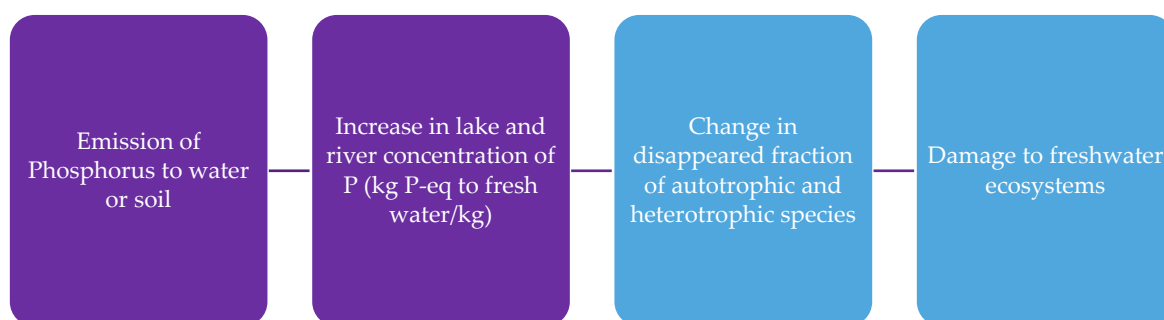 Emission of
Phosphorus to water
or soil
Increase in lake and
river concentration of
P (kg P-eq to fresh
water/kg)
Change in
disappeared fraction
of autotrophic and
heterotrophic species
Damage to freshwater
ecosystems